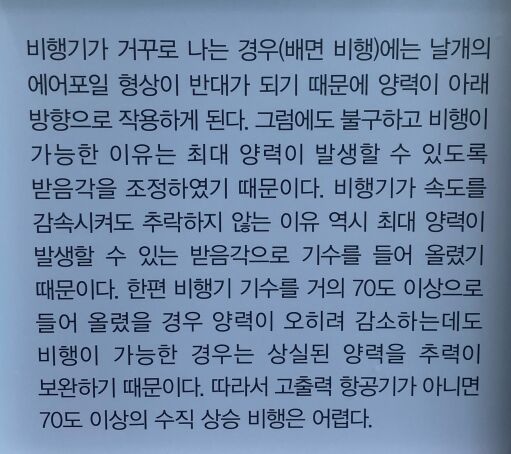 비행기가 거꾸로 나는 경우(배면 비행)에는 날개의
에어포일 형상이 반대가 되기 때문에 양력이 아래
방향으로 작용하게 된다. 그럼에도 불구하고 비행이
가능한 이유는 최대 양력이 발생할 수 있도록
받음각을 조정하였기 때문이다. 비행기가 속도를
감속시켜도 추락하지 않는 이유 역시 최대 양력이
발생할 수 있는 받음각으로 기수를 들어 올렸기
때문이다. 한편 비행기 기수를 거의 70도 이상으로
들어 올렸을 경우 양력이 오히려 감소하는데도
비행이 가능한 경우는 상실된 양력을 추력이
보완하기 때문이다. 따라서 고출력 항공기가 아니면
70도 이상의 수직 상승 비행은 어렵다.